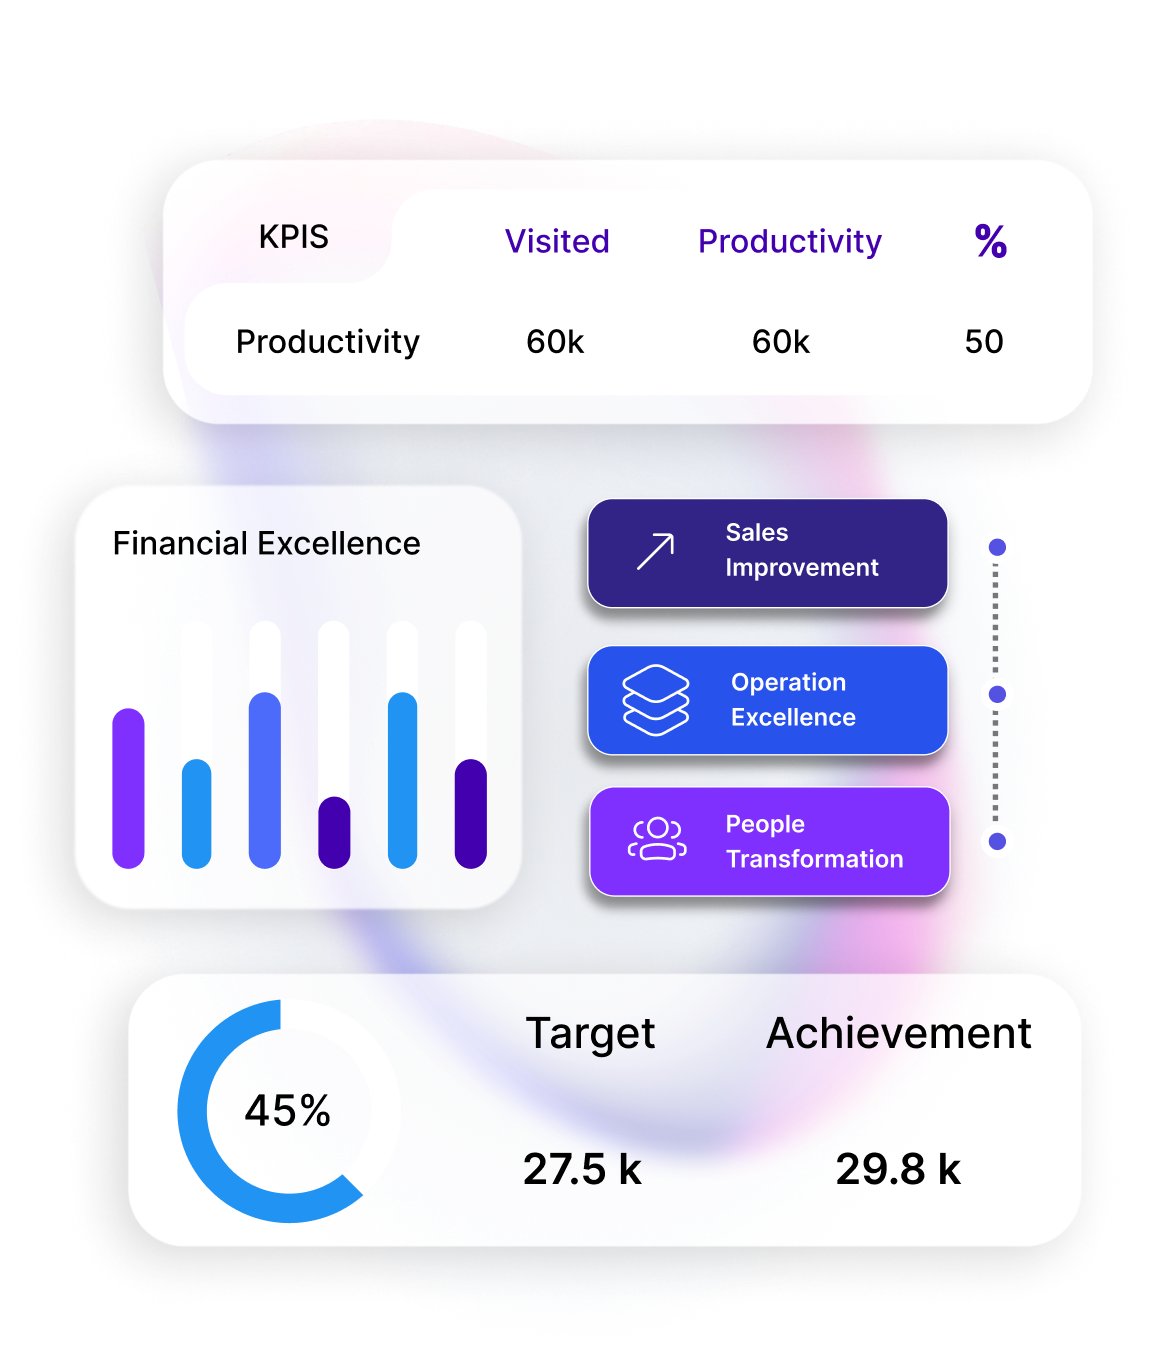 KPIS Visited Productivity %
Productivity 60k 60k 50
Financial Excellence
Sales
Improvement
Operation
Excellence
People
Transformation
45%
Target Achievement
27.5 k 29.8 k